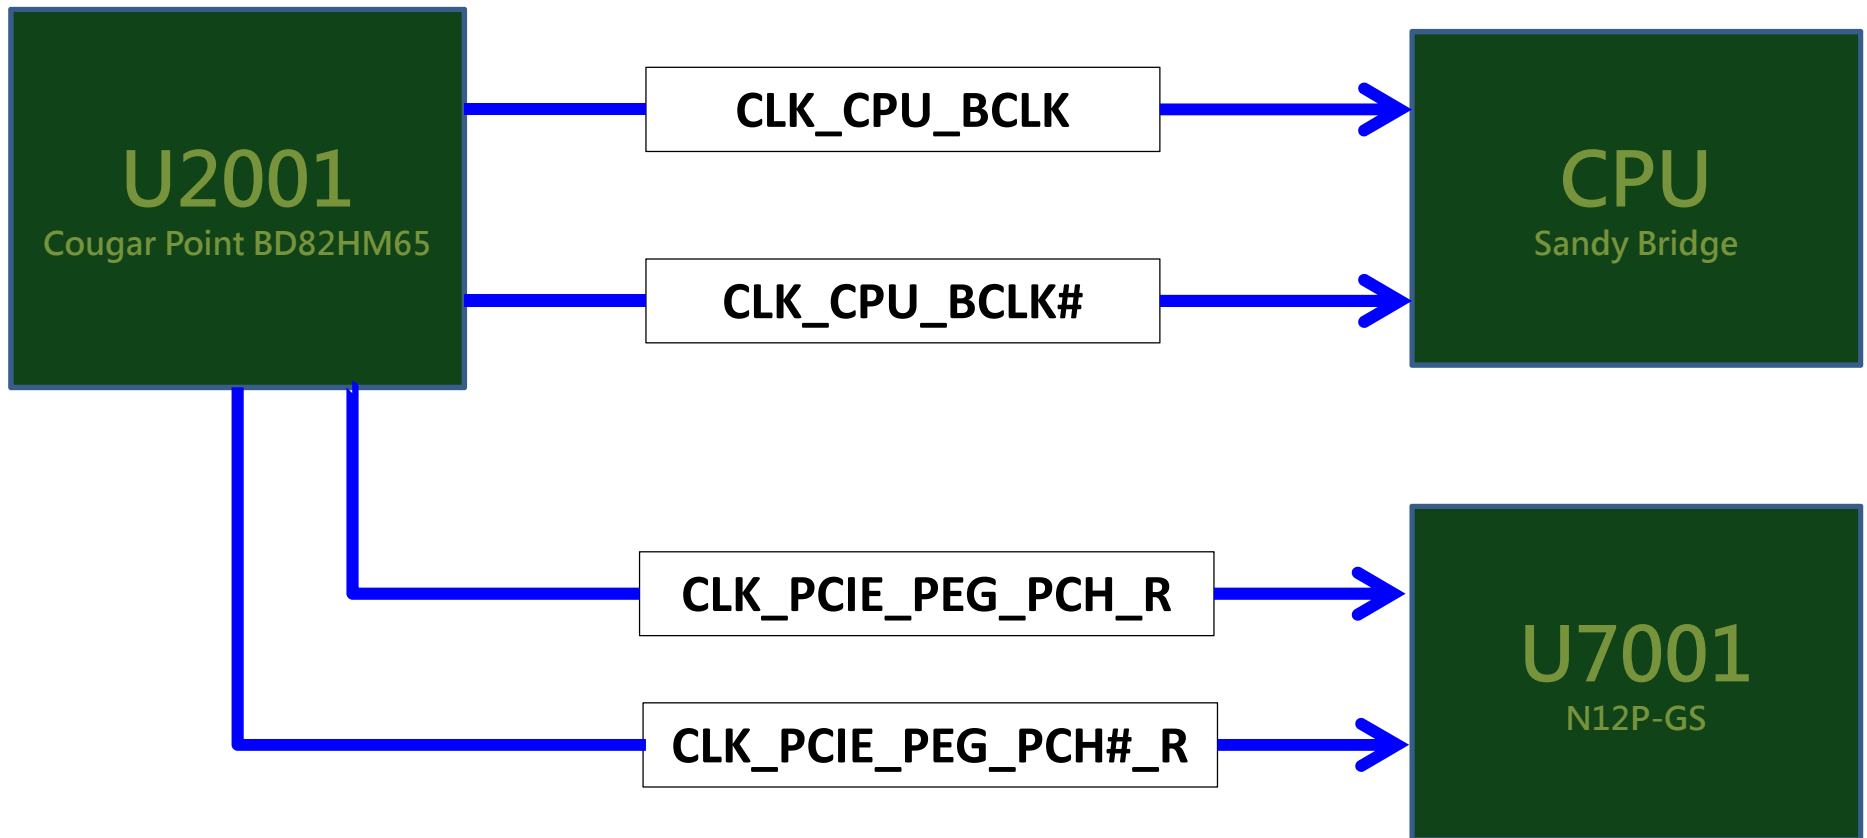 U2001
Cougar Point BD82HM65
CLK_CPU_BCLK
CLK_CPU_BCLK#
CPU
Sandy Bridge
CLK_PCIE_PEG_PCH_R
CLK_PCIE_PEG_PCH#_R
U7001
N12P-GS